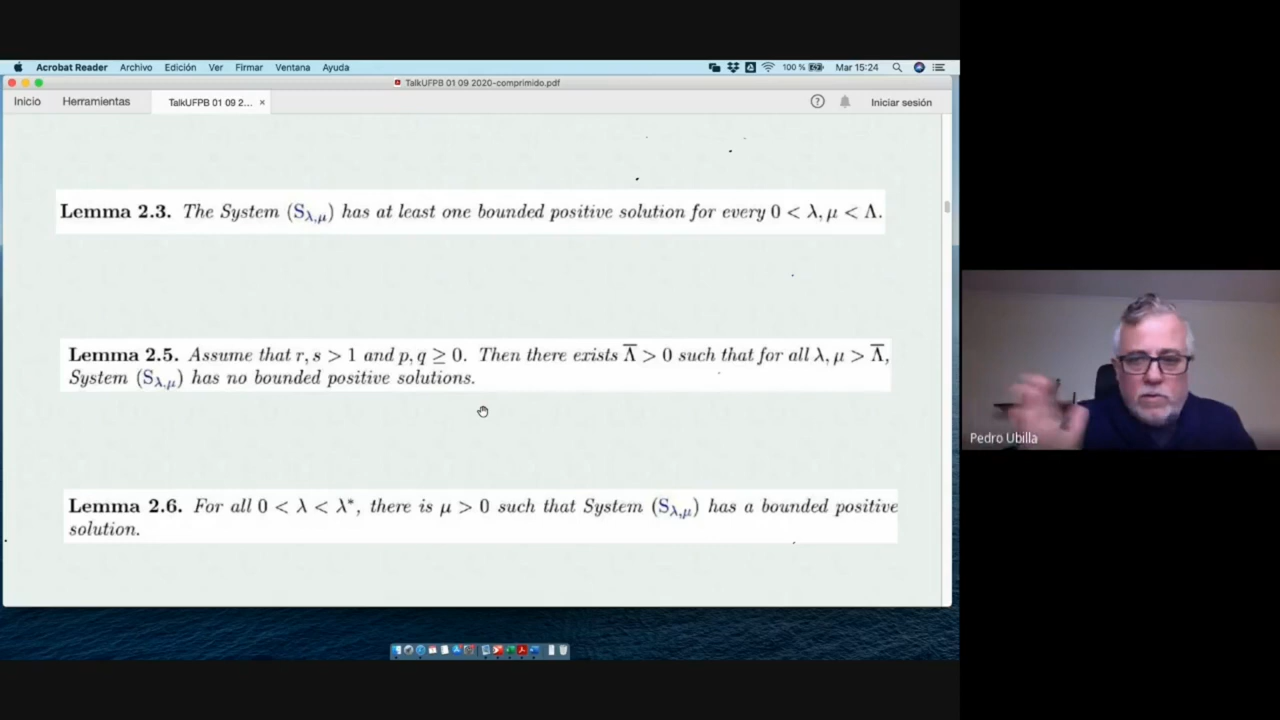 Acrobat Reader Archivo Edición Ver Firmar Ventana Ayuda 100 % Mar 15:24
TalkUFPB 01 09 2020-comprimido.pdf
Inicio Herramientas TalkUFPB 01 09 2... × Iniciar sesión
Lemma 2.3. The System (S_{λ,μ}) has at least one bounded positive solution for every 0 < λ, μ < Λ.
Lemma 2.5. Assume that r, s > 1 and p, q ≥ 0. Then there exists Λ̅ > 0 such that for all λ, μ > Λ̅,
System (S_{λ,μ}) has no bounded positive solutions.
Lemma 2.6. For all 0 < λ < λ*, there is μ > 0 such that System (S_{λ,μ}) has a bounded positive
solution.
Pedro Ubilla